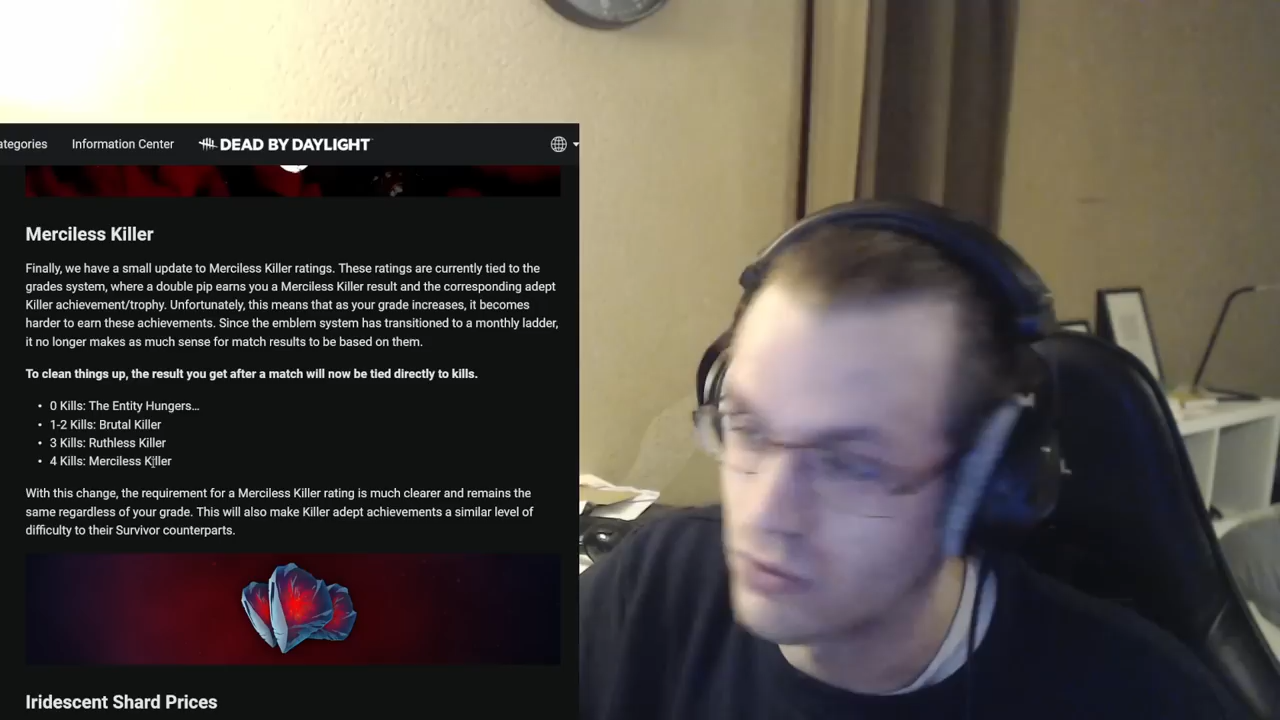 ategories Information Center DEAD BY DAYLIGHT
Merciless Killer
Finally, we have a small update to Merciless Killer ratings. These ratings are currently tied to the
grades system, where a double pip earns you a Merciless Killer result and the corresponding adept
Killer achievement/trophy. Unfortunately, this means that as your grade increases, it becomes
harder to earn these achievements. Since the emblem system has transitioned to a monthly ladder,
it no longer makes as much sense for match results to be based on them.
To clean things up, the result you get after a match will now be tied directly to kills.
• 0 Kills: The Entity Hungers…
• 1-2 Kills: Brutal Killer
• 3 Kills: Ruthless Killer
• 4 Kills: Merciless Killer
With this change, the requirement for a Merciless Killer rating is much clearer and remains the
same regardless of your grade. This will also make Killer adept achievements a similar level of
difficulty to their Survivor counterparts.
Iridescent Shard Prices